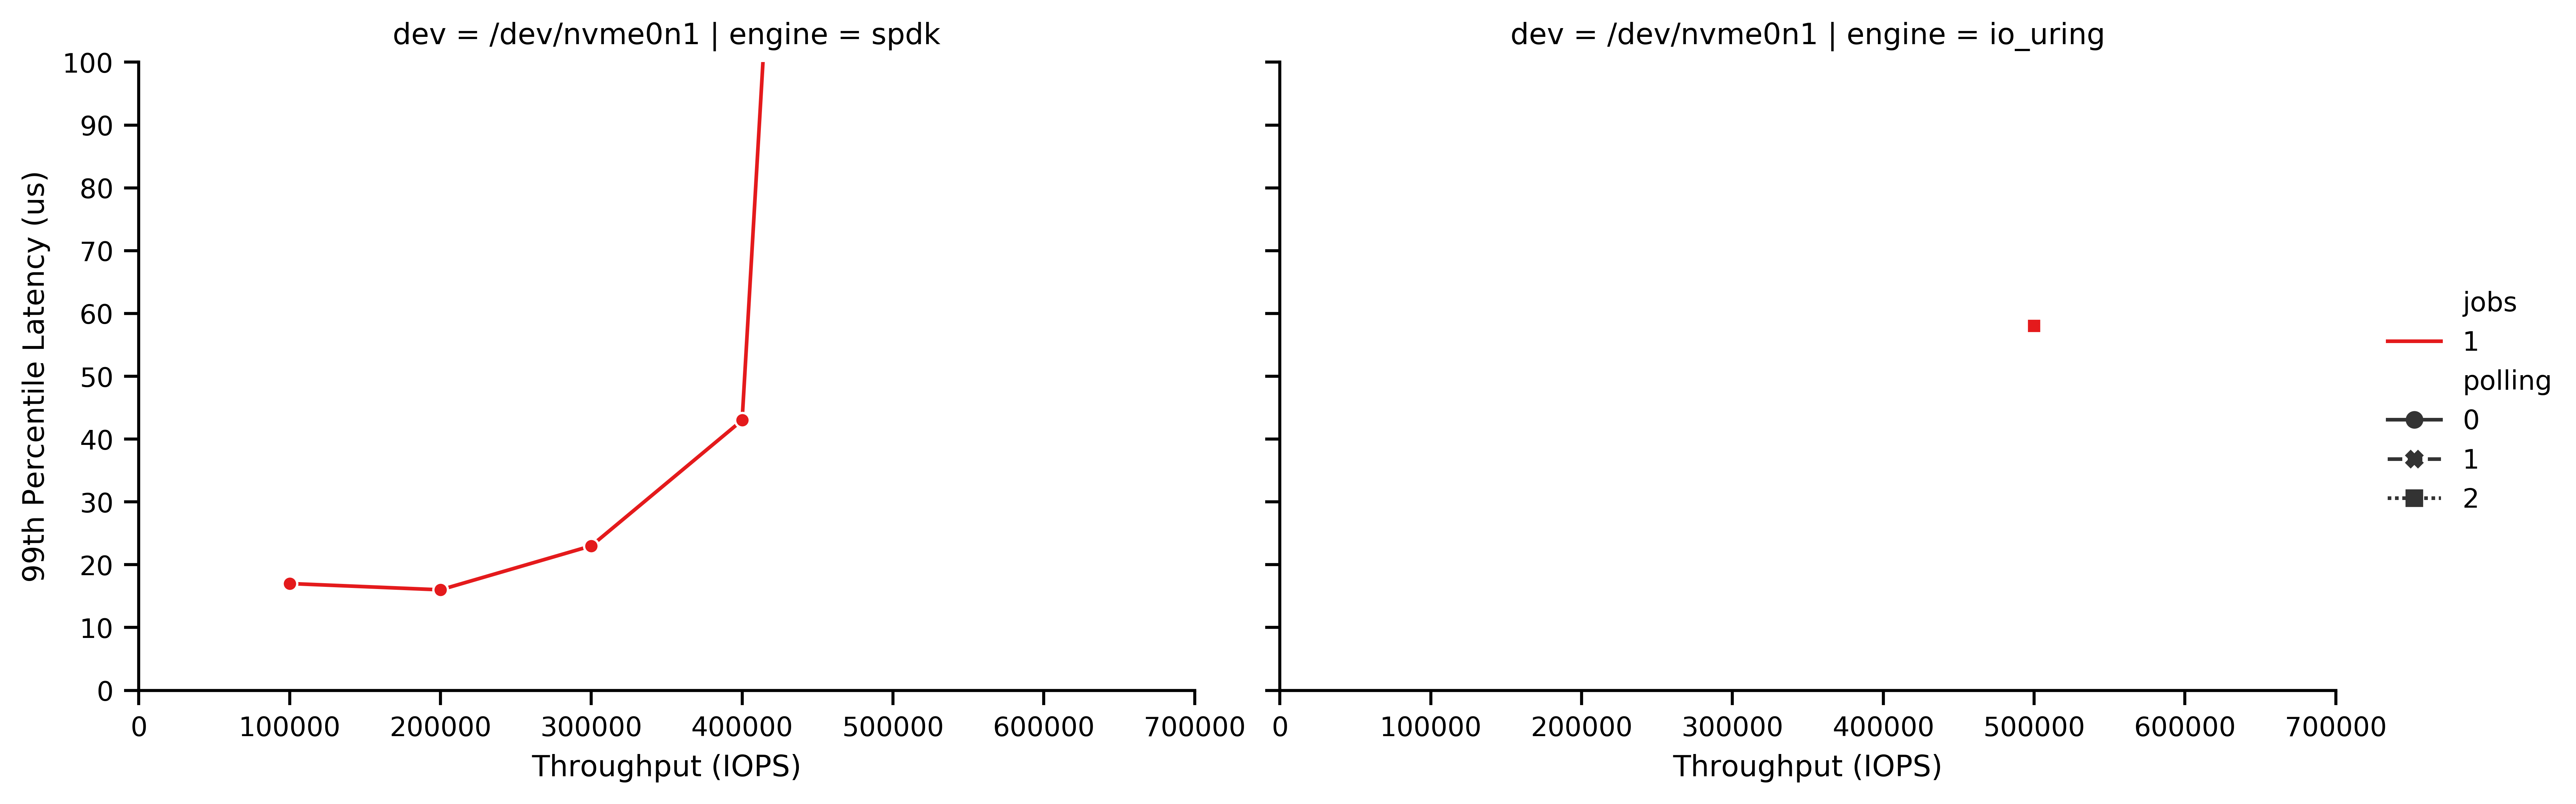 dev = /dev/nvme0n1 | engine = spdk
100
90
80
70
60
50
40
30
20
10
0
99th Percentile Latency (us)
0 100000 200000 300000 400000 500000 600000 700000
Throughput (IOPS)
dev = /dev/nvme0n1 | engine = io_uring
0 100000 200000 300000 400000 500000 600000 700000
Throughput (IOPS)
jobs
1
polling
0
1
2